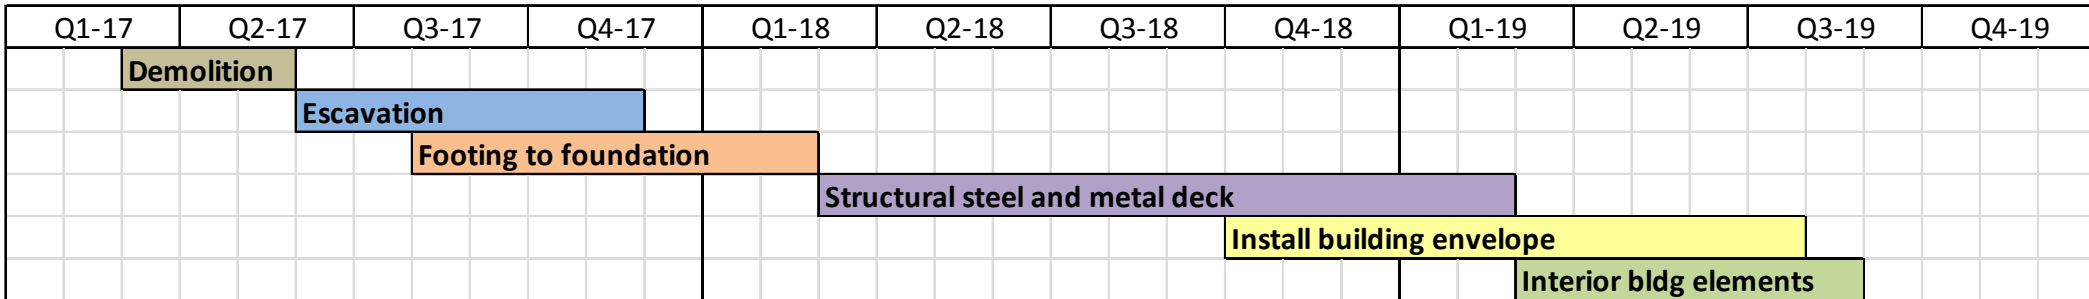 Q1-17 Q2-17 Q3-17 Q4-17 Q1-18 Q2-18 Q3-18 Q4-18 Q1-19 Q2-19 Q3-19 Q4-19
Demolition
Escavation
Footing to foundation
Structural steel and metal deck
Install building envelope
Interior bldg elements